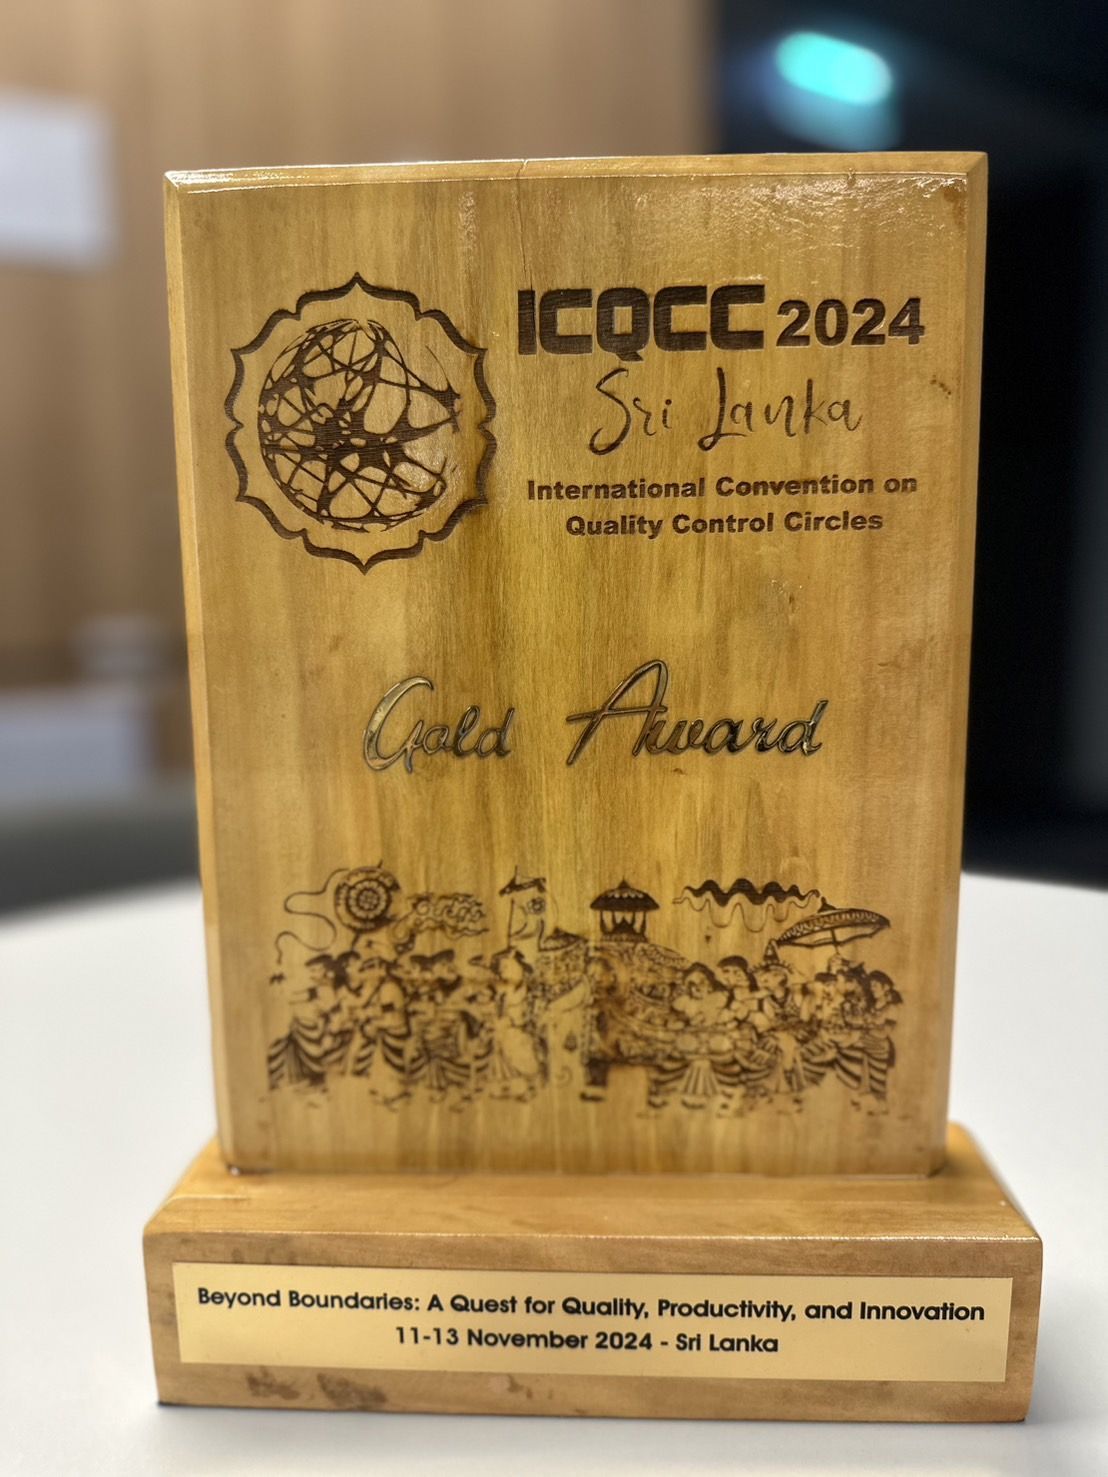 ICQCC 2024
Sri Lanka
International Convention on
Quality Control Circles
Gold Award
Beyond Boundaries: A Quest for Quality, Productivity, and Innovation
11-13 November 2024 - Sri Lanka